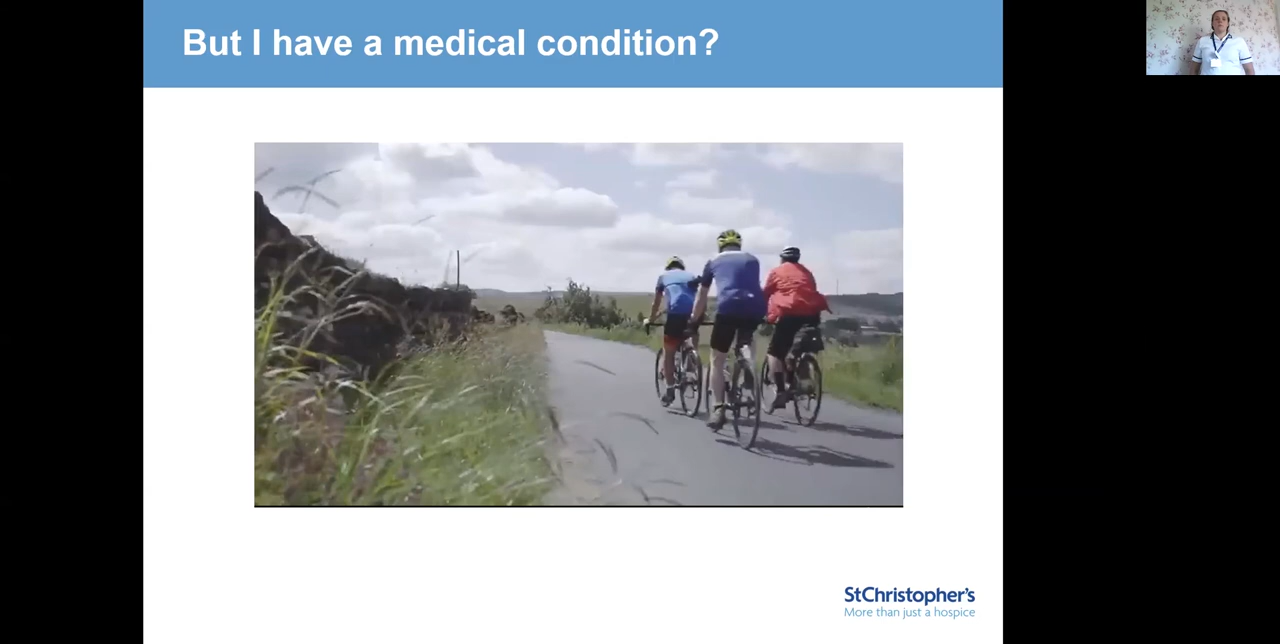 But I have a medical condition?
StChristopher's
More than just a hospice